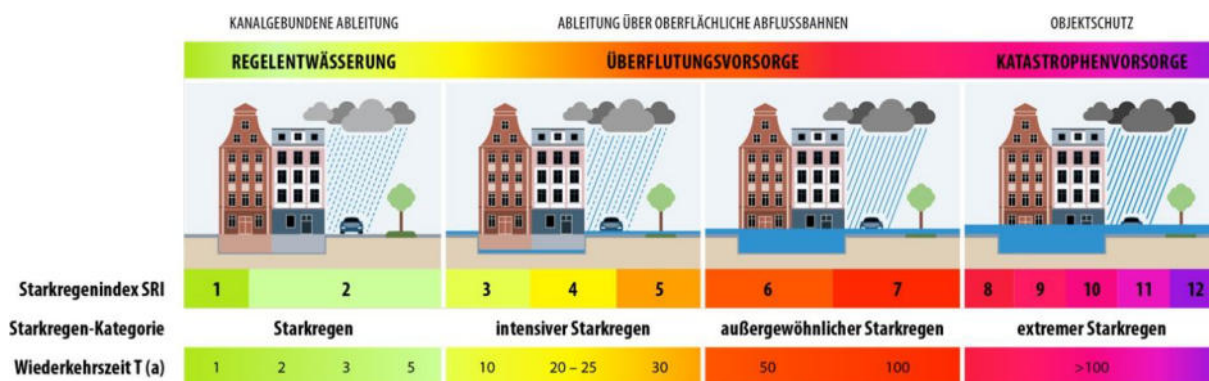 KANALGEBUNDENE ABLEITUNG ABLEITUNG ÜBER OBERFLÄCHLICHE ABFLUSSBAHNEN OBJEKTSCHUTZ
REGELENTWÄSSERUNG ÜBERFLUTUNGSVORSORGE KATASTROPHENVORSORGE
Starkregenindex SRI 1 2 3 4 5 6 7 8 9 10 11 12
Starkregen-Kategorie Starkregen intensiver Starkregen außergewöhnlicher Starkregen extremer Starkregen
Wiederkehrszeit T (a) 1 2 3 5 10 20 – 25 30 50 100 >100